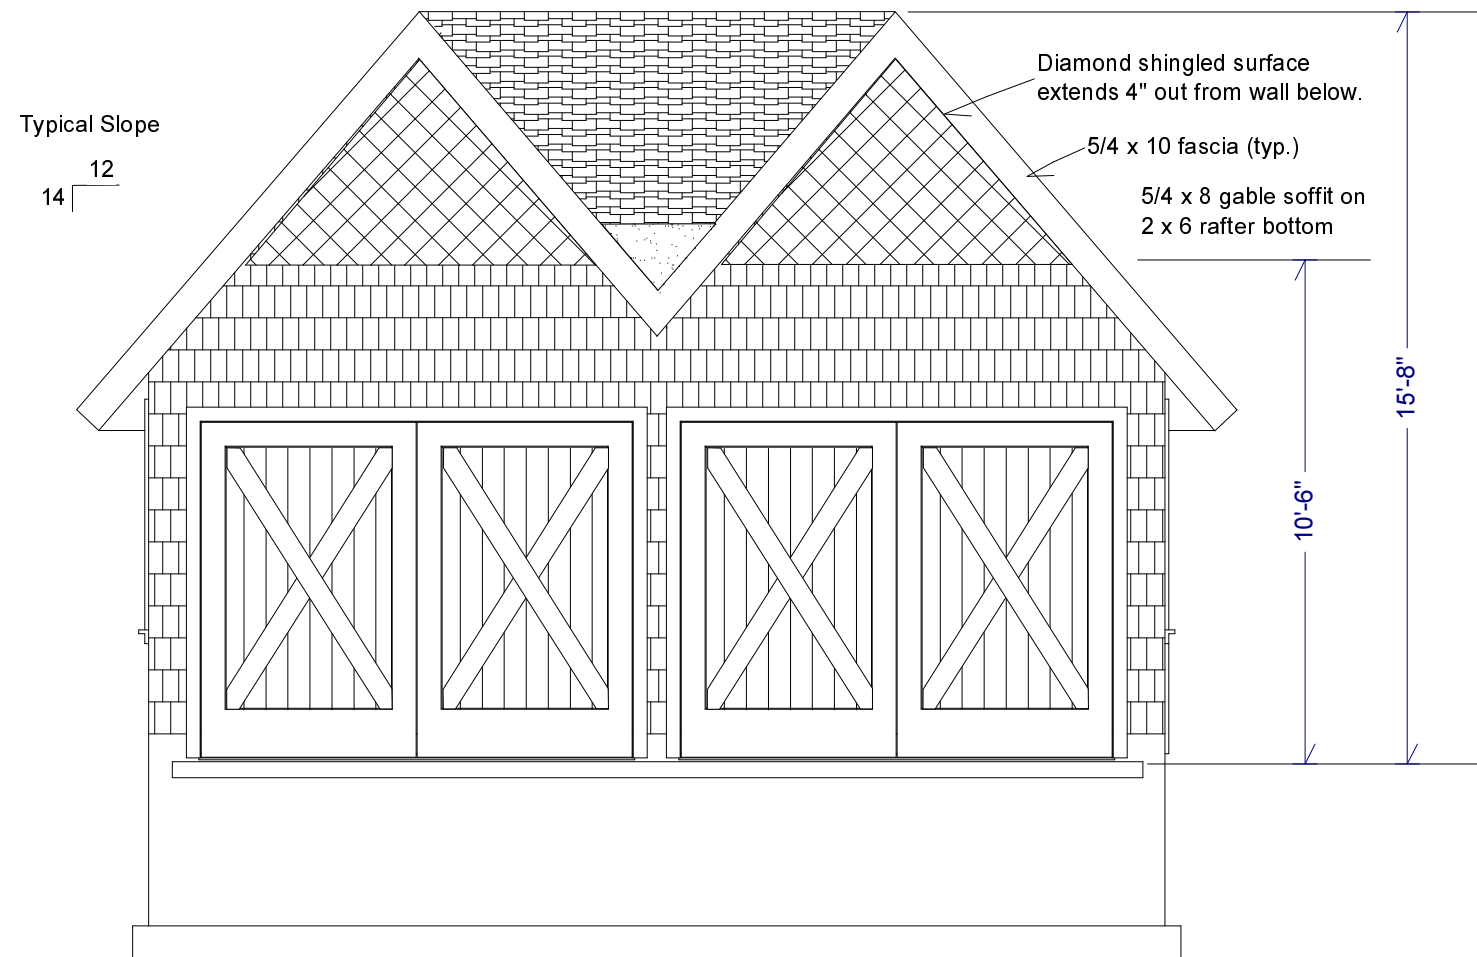 Typical Slope
12
14
Diamond shingled surface
extends 4" out from wall below.
5/4 x 10 fascia (typ.)
5/4 x 8 gable soffit on
2 x 6 rafter bottom
15'-8"
10'-6"